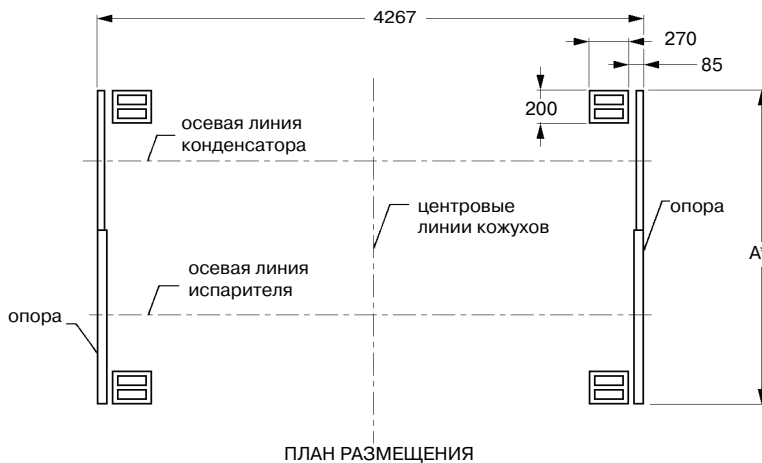 4267
270
85
200
осевая линия
конденсатора
центровые
линии кожухов
опора
A*
осевая линия
испарителя
опора
ПЛАН РАЗМЕЩЕНИЯ